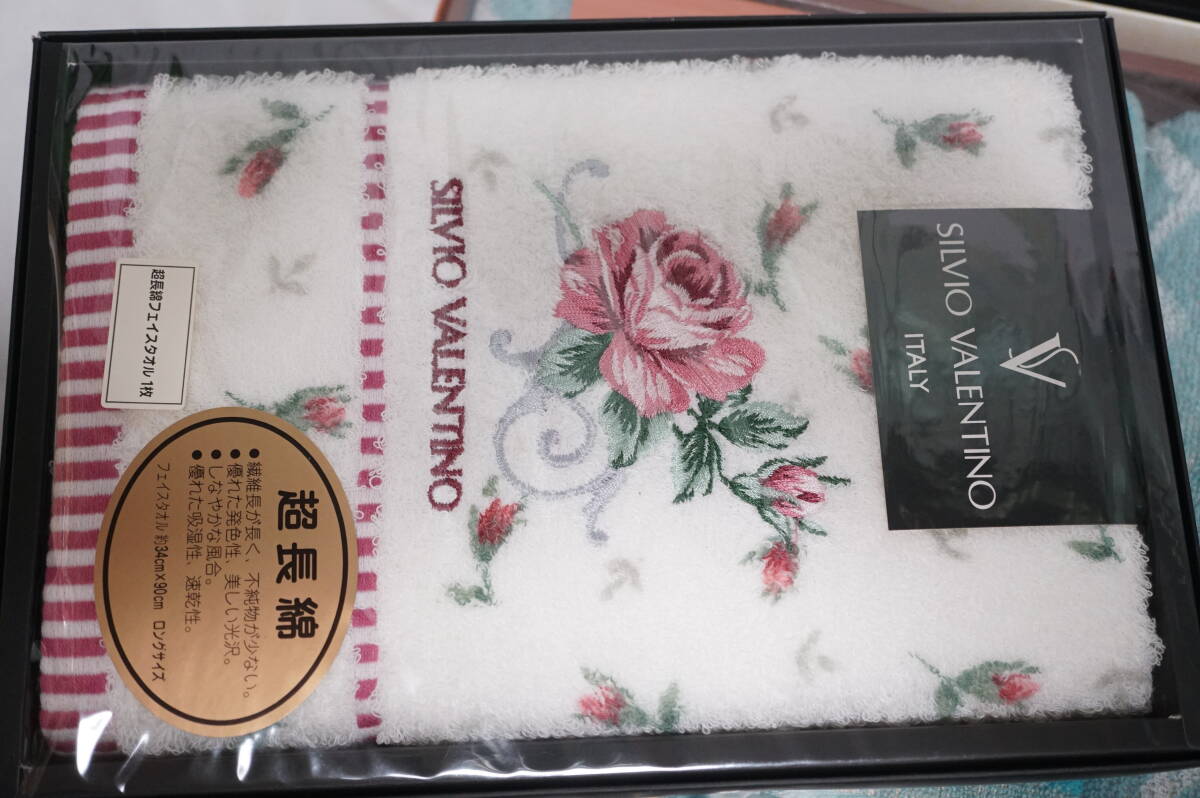 SILVIO VALENTINO
ITALY
SILVIO VALENTINO
超長綿フェイスタオル 1枚
超長綿
●繊維長が長く、不純物が少ない。
●優れた発色性、美しい光沢。
●しなやかな風合。
●優れた吸湿性、速乾性。
フェイスタオル 約34cm×90cm ロングサイズ